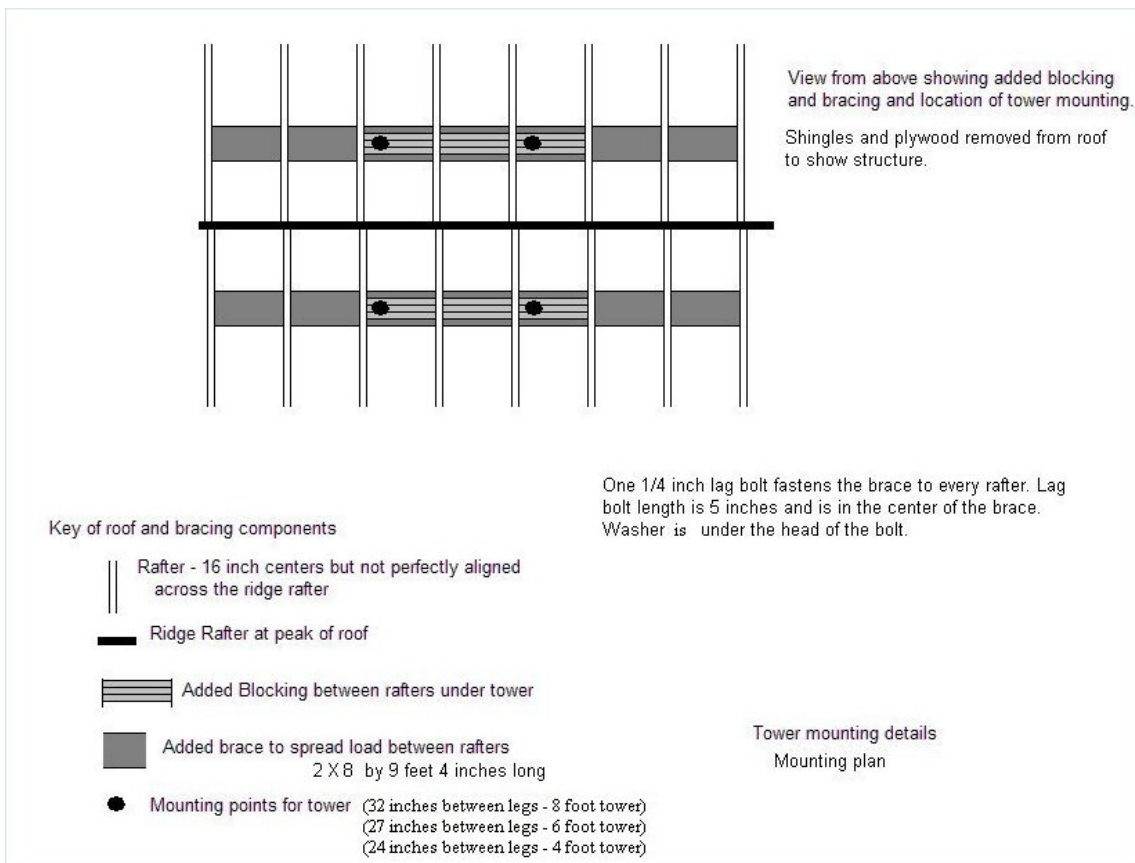 View from above showing added blocking
and bracing and location of tower mounting.
Shingles and plywood removed from roof
to show structure.
One 1/4 inch lag bolt fastens the brace to every rafter. Lag
bolt length is 5 inches and is in the center of the brace.
Washer is under the head of the bolt.
Key of roof and bracing components
Rafter - 16 inch centers but not perfectly aligned
across the ridge rafter
Ridge Rafter at peak of roof
Added Blocking between rafters under tower
Added brace to spread load between rafters
2 X 8 by 9 feet 4 inches long
Mounting points for tower (32 inches between legs - 8 foot tower)
(27 inches between legs - 6 foot tower)
(24 inches between legs - 4 foot tower)
Tower mounting details
Mounting plan